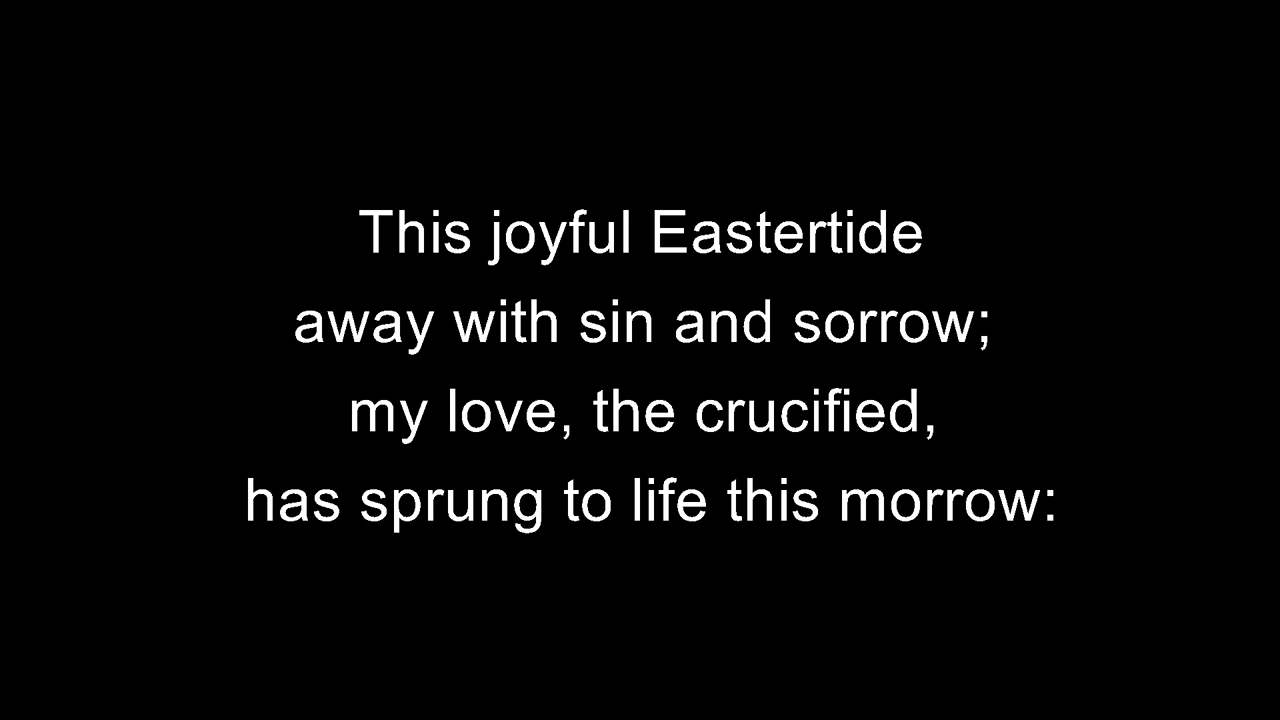 This joyful Eastertide
away with sin and sorrow;
my love, the crucified,
has sprung to life this morrow: